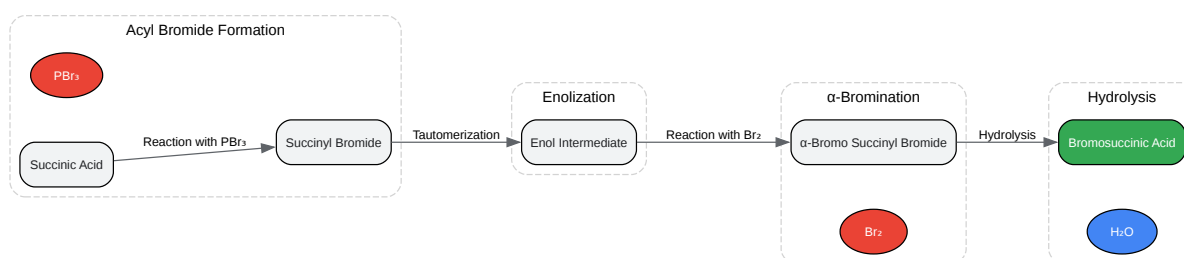 Acyl Bromide Formation
PBr₃
Succinic Acid
Reaction with PBr₃
Succinyl Bromide
Tautomerization
Enolization
Enol Intermediate
Reaction with Br₂
α-Bromination
α-Bromo Succinyl Bromide
Br₂
Hydrolysis
Hydrolysis
Bromosuccinic Acid
H₂O